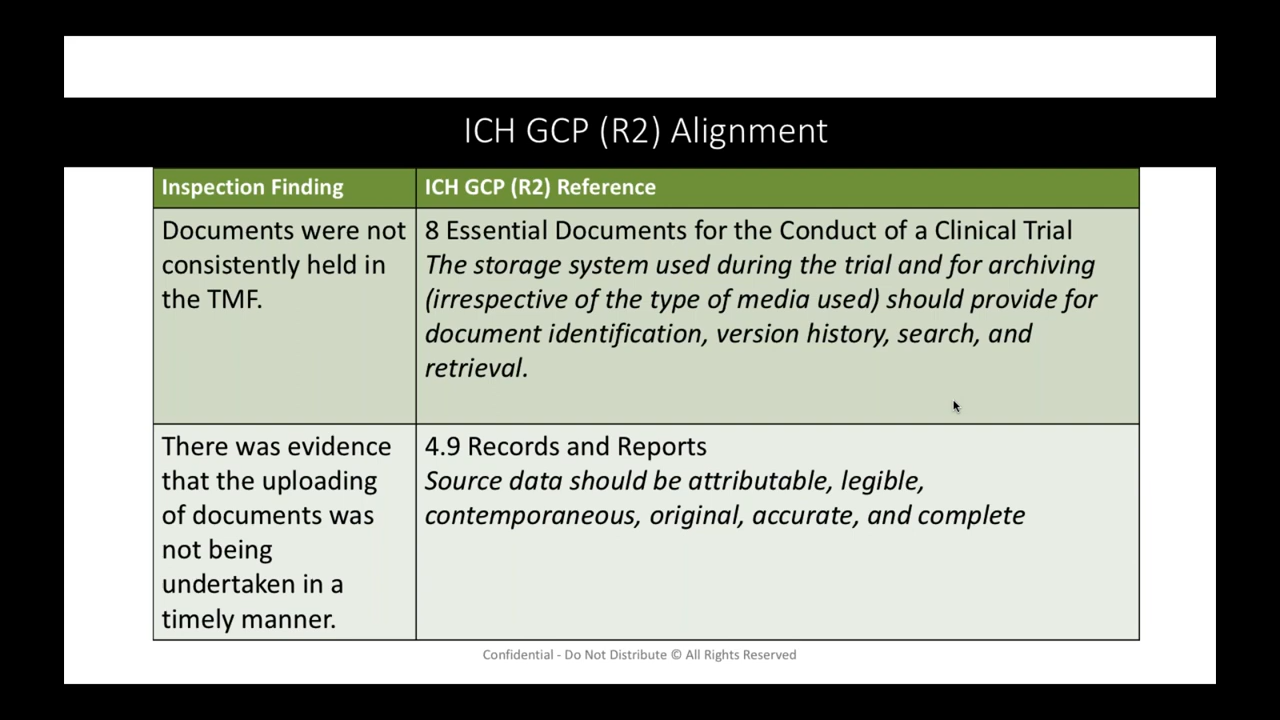 ICH GCP (R2) Alignment
Inspection Finding
ICH GCP (R2) Reference
Documents were not
consistently held in
the TMF.
8 Essential Documents for the Conduct of a Clinical Trial
The storage system used during the trial and for archiving
(irrespective of the type of media used) should provide for
document identification, version history, search, and
retrieval.
There was evidence
that the uploading
of documents was
not being
undertaken in a
timely manner.
4.9 Records and Reports
Source data should be attributable, legible,
contemporaneous, original, accurate, and complete
Confidential - Do Not Distribute © All Rights Reserved